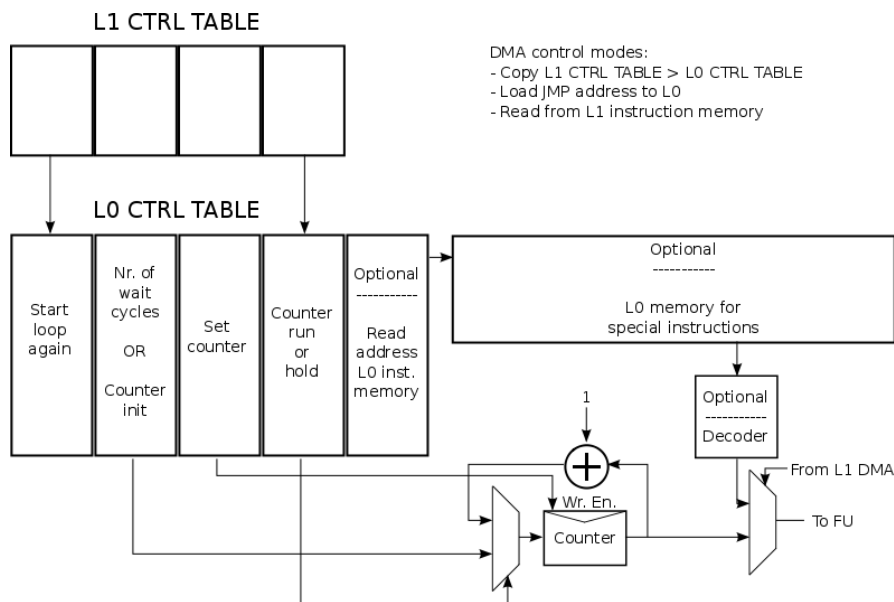 L1 CTRL TABLE
DMA control modes:
- Copy L1 CTRL TABLE > L0 CTRL TABLE
- Load JMP address to L0
- Read from L1 instruction memory
L0 CTRL TABLE
Start
loop
again
Nr. of
wait
cycles
OR
Counter
init
Set
counter
Counter
run
or
hold
Optional
-----------
Read
address
L0 inst.
memory
Optional
-----------
L0 memory for
special instructions
Optional
-----------
Decoder
1
+
Wr. En.
Counter
From L1 DMA
To FU